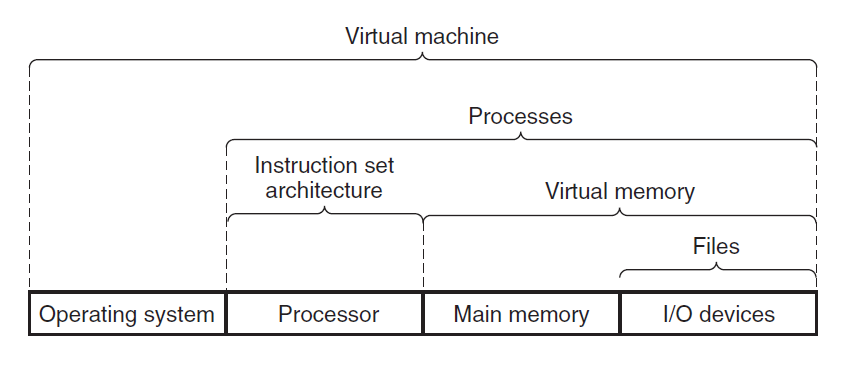 Virtual machine
Processes
Instruction set
architecture
Virtual memory
Files
Operating system
Processor
Main memory
I/O devices